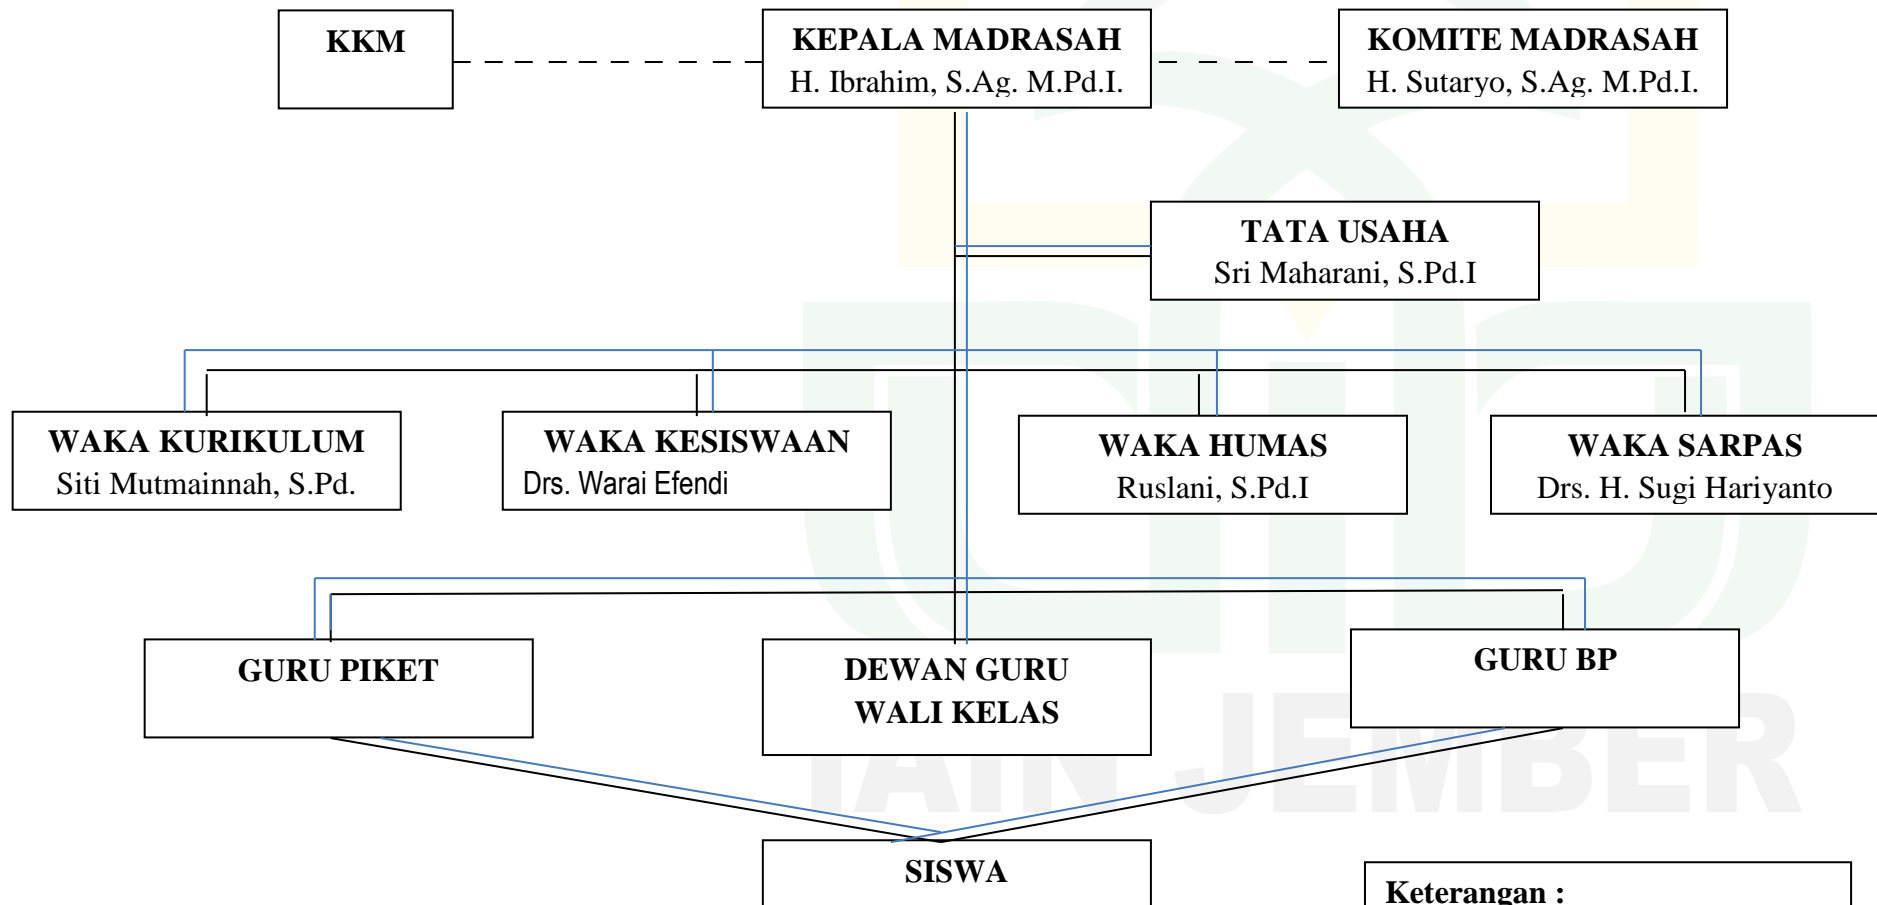 KKM
KEPALA MADRASAH
H. Ibrahim, S.Ag. M.Pd.I.
KOMITE MADRASAH
H. Sutaryo, S.Ag. M.Pd.I.
TATA USAHA
Sri Maharani, S.Pd.I
WAKA KURIKULUM
Siti Mutmainnah, S.Pd.
WAKA KESISWAAN
Drs. Warai Efendi
WAKA HUMAS
Ruslani, S.Pd.I
WAKA SARPAS
Drs. H. Sugi Hariyanto
GURU PIKET
DEWAN GURU
WALI KELAS
GURU BP
IAIN JEMBER
SISWA
Keterangan :